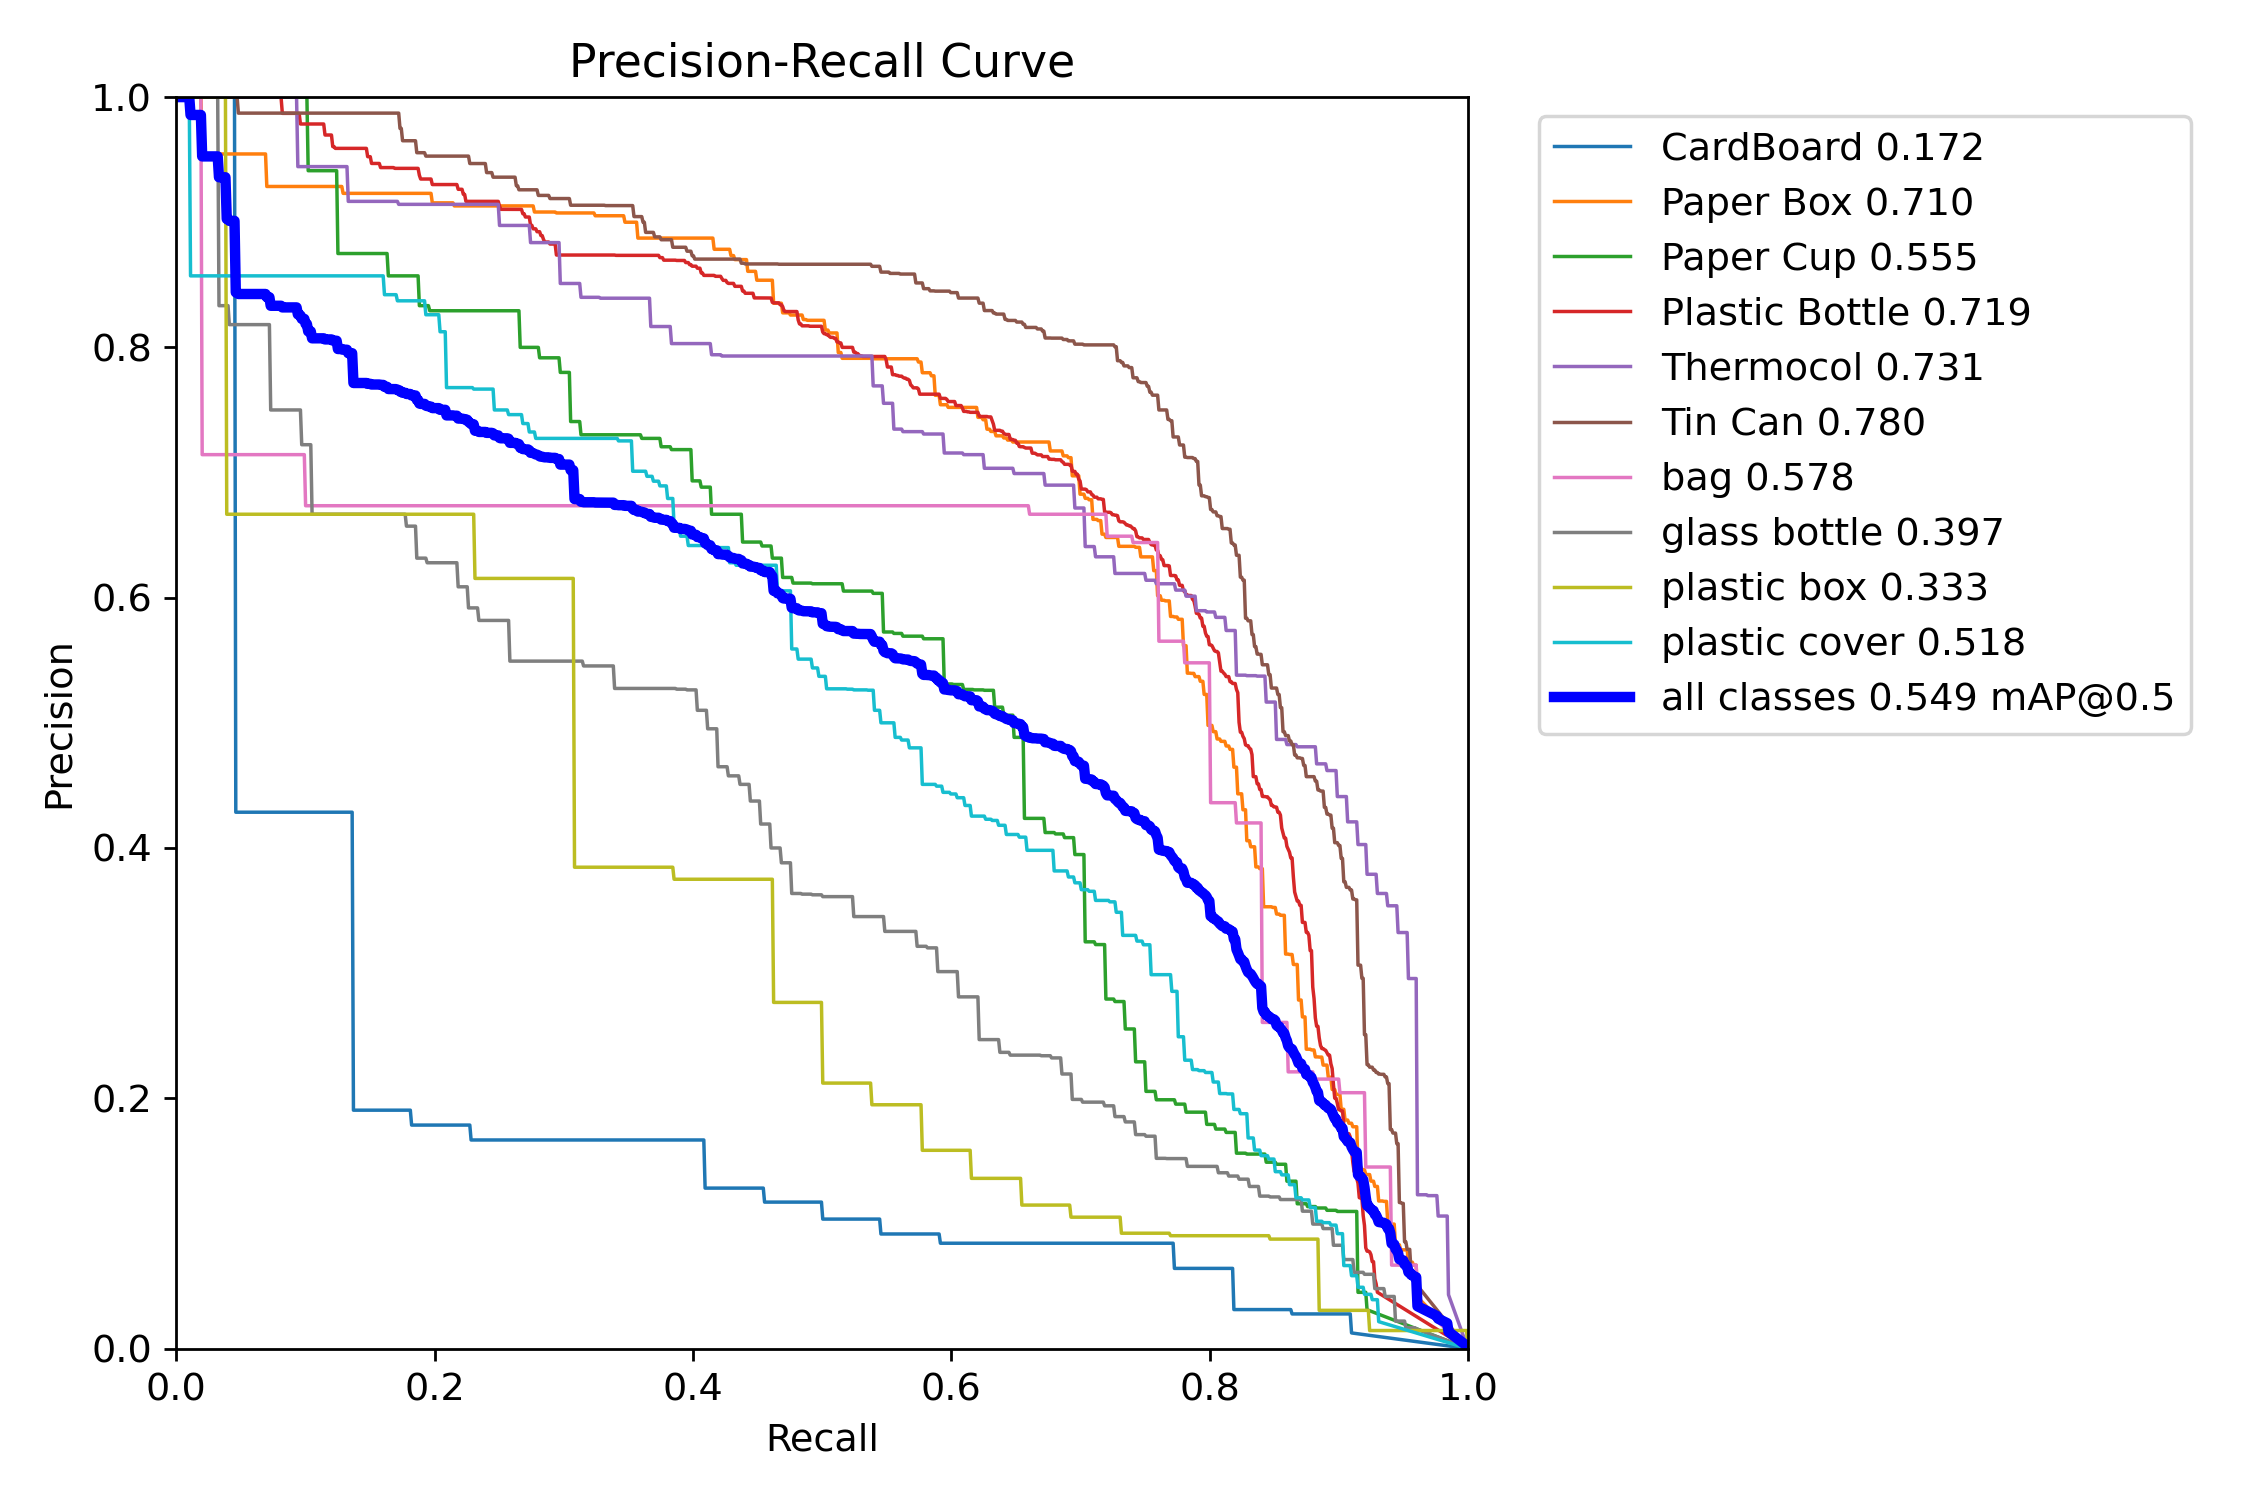 Precision-Recall Curve
1.0
0.8
0.6
0.4
0.2
0.0
Precision
0.0 0.2 0.4 0.6 0.8 1.0
Recall
CardBoard 0.172
Paper Box 0.710
Paper Cup 0.555
Plastic Bottle 0.719
Thermocol 0.731
Tin Can 0.780
bag 0.578
glass bottle 0.397
plastic box 0.333
plastic cover 0.518
all classes 0.549 mAP@0.5